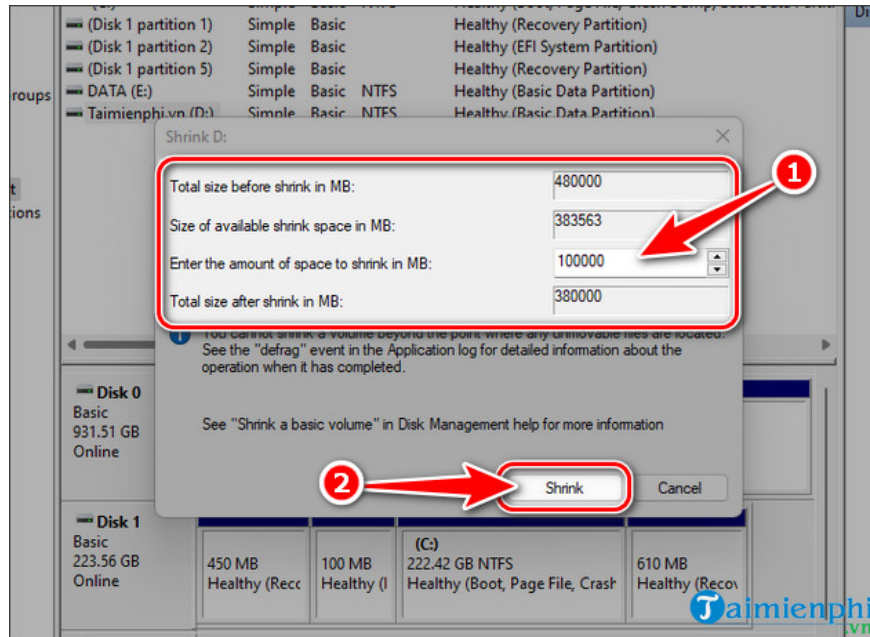 (Disk 1 partition 1) Simple Basic Healthy (Recovery Partition)
(Disk 1 partition 2) Simple Basic Healthy (EFI System Partition)
(Disk 1 partition 5) Simple Basic Healthy (Recovery Partition)
roups DATA (E:) Simple Basic NTFS Healthy (Basic Data Partition)
Taimienphi.vn (D:) Simple Basic NTFS Healthy (Basic Data Partition)
t
ions
Shrink D:
Total size before shrink in MB: 480000
1
Size of available shrink space in MB: 383563
Enter the amount of space to shrink in MB: 100000
Total size after shrink in MB: 380000
You cannot shrink a volume beyond the point where any unmovable files are located.
See the "defrag" event in the Application log for detailed information about the
operation when it has completed.
See "Shrink a basic volume" in Disk Management help for more information
2
Shrink Cancel
Disk 0
Basic
931.51 GB
Online
Disk 1
Basic
223.56 GB
Online
450 MB
Healthy (Recc
100 MB
Healthy (I
(C:)
222.42 GB NTFS
Healthy (Boot, Page File, Crash
610 MB
Healthy (Recov
Taimienphi
.vn